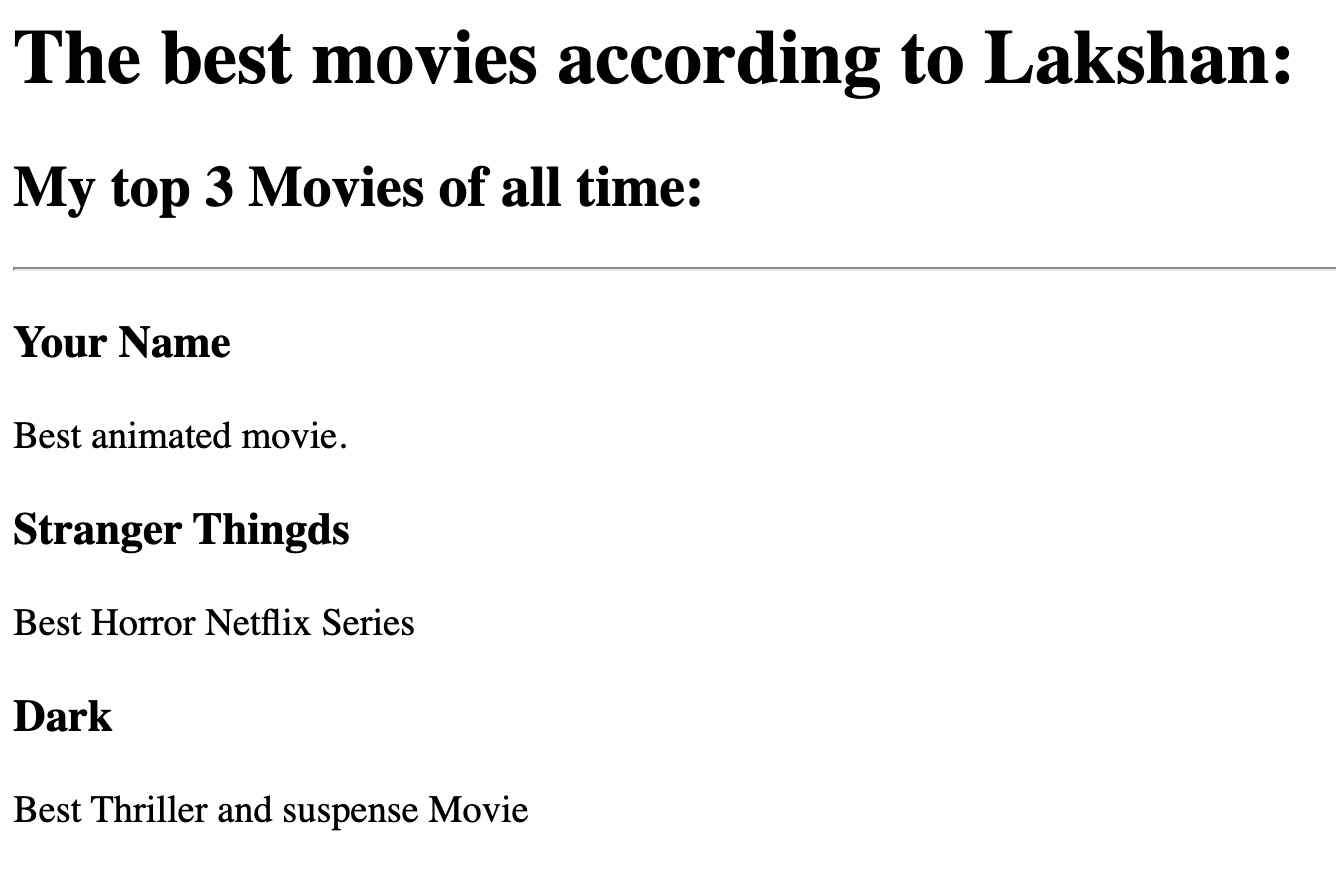 The best movies according to Lakshan:
My top 3 Movies of all time:
Your Name
Best animated movie.
Stranger Thingds
Best Horror Netflix Series
Dark
Best Thriller and suspense Movie